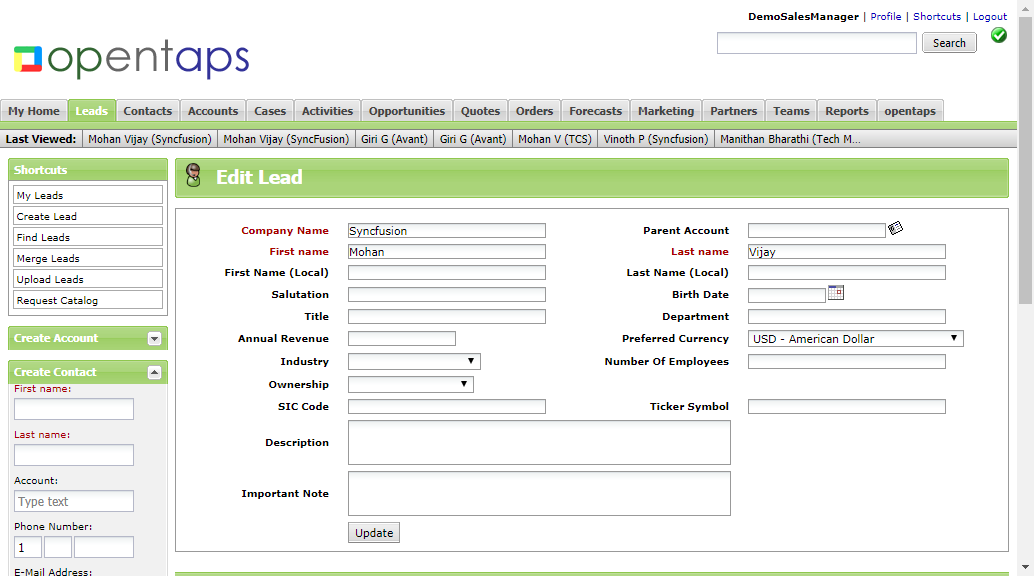 DemoSalesManager | Profile | Shortcuts | Logout
opentaps
Search
My Home Leads Contacts Accounts Cases Activities Opportunities Quotes Orders Forecasts Marketing Partners Teams Reports opentaps
Last Viewed: Mohan Vijay (Syncfusion) Mohan Vijay (SyncFusion) Giri G (Avant) Giri G (Avant) Mohan V (TCS) Vinoth P (Syncfusion) Manithan Bharathi (Tech M...
Shortcuts
My Leads
Create Lead
Find Leads
Merge Leads
Upload Leads
Request Catalog
Create Account
Create Contact
First name:
Last name:
Account:
Type text
Phone Number:
1
E-Mail Address:
Edit Lead
Company Name Syncfusion Parent Account
First name Mohan Last name Vijay
First Name (Local) Last Name (Local)
Salutation Birth Date
Title Department
Annual Revenue Preferred Currency USD - American Dollar
Industry Number Of Employees
Ownership
SIC Code Ticker Symbol
Description
Important Note
Update